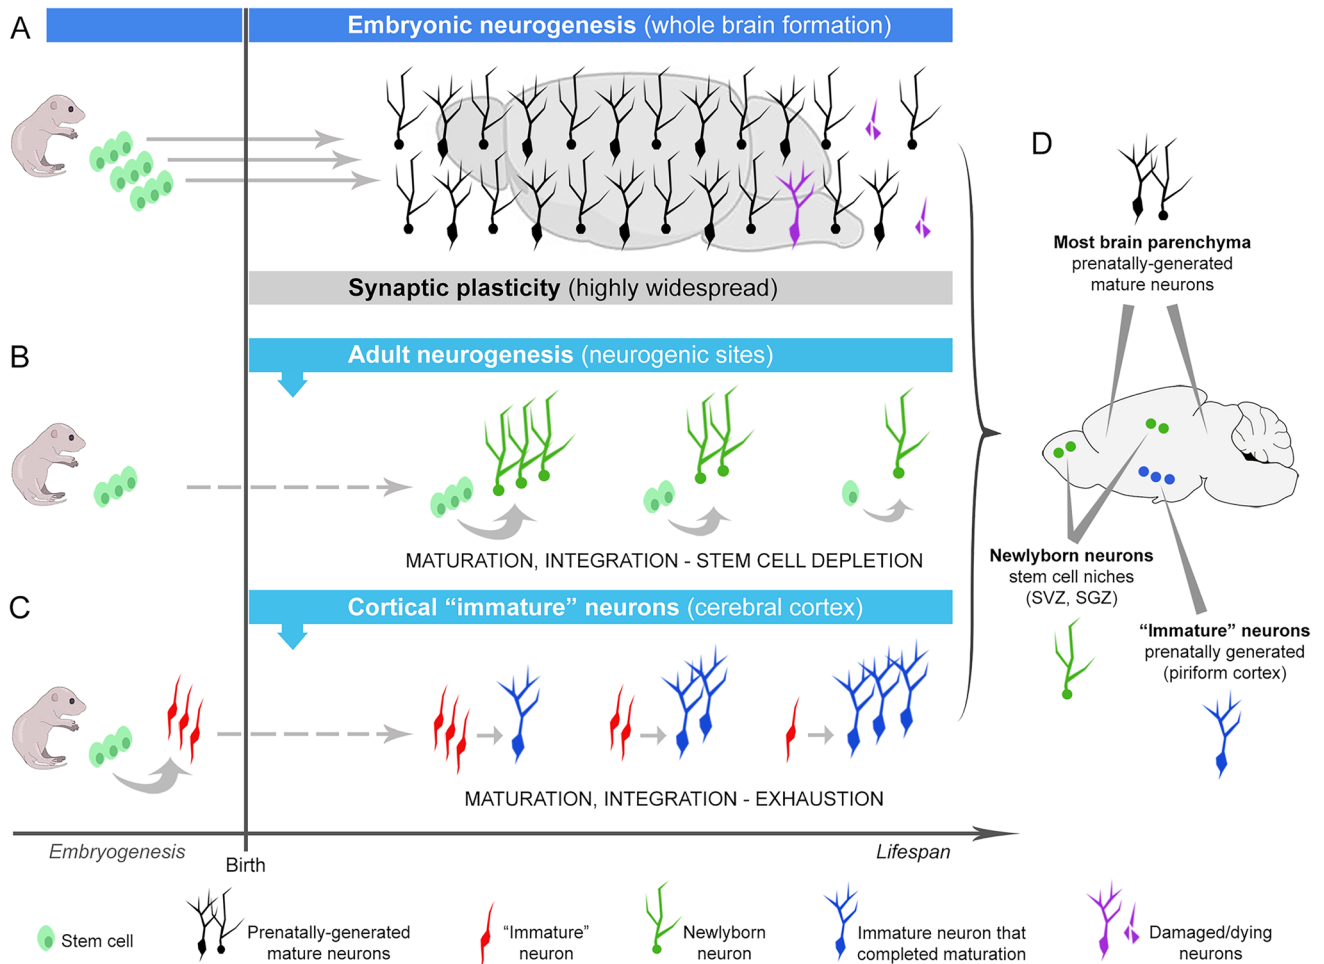 A
Embryonic neurogenesis (whole brain formation)
Synaptic plasticity (highly widespread)
B
Adult neurogenesis (neurogenic sites)
MATURATION, INTEGRATION - STEM CELL DEPLETION
C
Cortical “immature” neurons (cerebral cortex)
MATURATION, INTEGRATION - EXHAUSTION
Embryogenesis
Birth
Lifespan
D
Most brain parenchyma
prenatally-generated
mature neurons
Newlyborn neurons
stem cell niches
(SVZ, SGZ)
“Immature” neurons
prenatally generated
(piriform cortex)
Stem cell
Prenatally-generated
mature neurons
“Immature”
neuron
Newlyborn
neuron
Immature neuron that
completed maturation
Damaged/dying
neurons